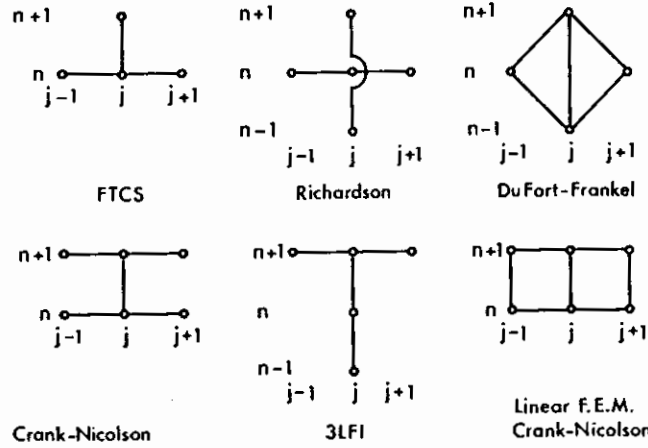 n+1
n
j-1 j j+1
FTCS
n+1
n
n-1
j-1 j j+1
Richardson
n+1
n
n-1
j-1 j j+1
DuFort-Frankel
n+1
n
j-1 j j+1
Crank-Nicolson
n+1
n
n-1
j-1 j j+1
3LFI
n+1
n
j-1 j j+1
Linear F.E.M.
Crank-Nicolson